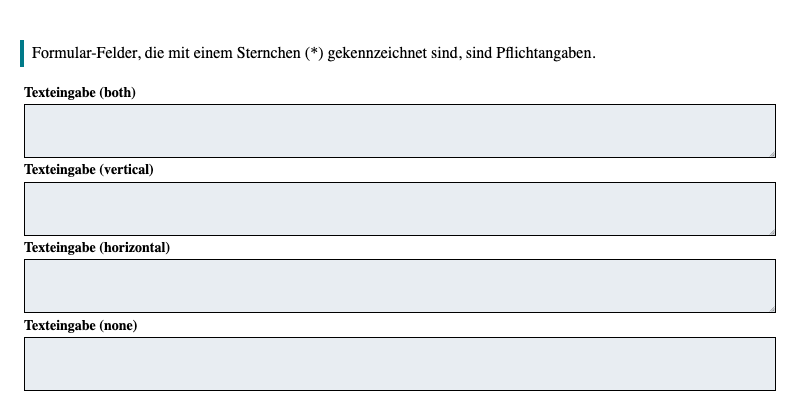 Formular-Felder, die mit einem Sternchen (*) gekennzeichnet sind, sind Pflichtangaben.
Texteingabe (both)
Texteingabe (vertical)
Texteingabe (horizontal)
Texteingabe (none)